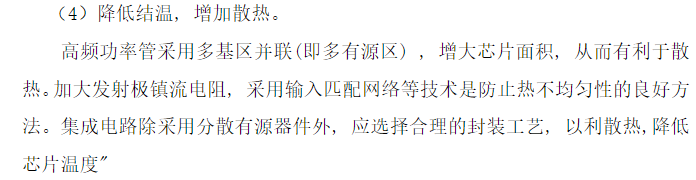 (4）降低结温，增加散热。
高频功率管采用多基区并联(即多有源区)，增大芯片面积，从而有利于散
热。加大发射极镇流电阻，采用输入匹配网络等技术是防止热不均匀性的良好方
法。集成电路除采用分散有源器件外，应选择合理的封装工艺，以利散热,降低
芯片温度"